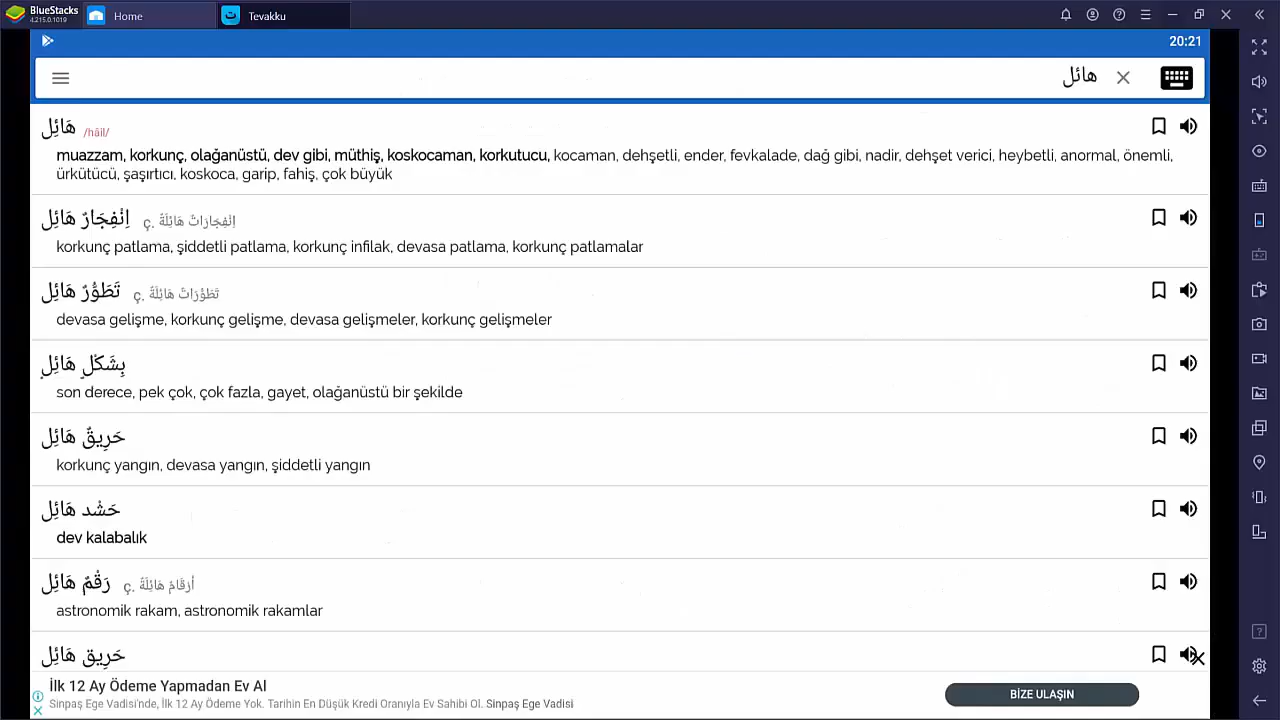 BlueStacks
4.215.0.1019
Home
Tevakku
20:21
هائل
هَائِل /hâil/
muazzam, korkunç, olağanüstü, dev gibi, müthiş, koskocaman, korkutucu, kocaman, dehşetli, ender, fevkalade, dağ gibi, nadir, dehşet verici, heybetli, anormal, önemli,
ürkütücü, şaşırtıcı, koskoca, garip, fahiş, çok büyük
اِنْفِجَارٌ هَائِل ç. اِنْفِجَارَاتٌ هَائِلَةٌ
korkunç patlama, şiddetli patlama, korkunç infilak, devasa patlama, korkunç patlamalar
تَطَوُّرٌ هَائِل ç. تَطَوُّرَاتٌ هَائِلَةٌ
devasa gelişme, korkunç gelişme, devasa gelişmeler, korkunç gelişmeler
بِشَكْلٍ هَائِلٍ
son derece, pek çok, çok fazla, gayet, olağanüstü bir şekilde
حَرِيقٌ هَائِل
korkunç yangın, devasa yangın, şiddetli yangın
حَشْد هَائِل
dev kalabalık
رَقْمٌ هَائِل ç. أَرقَامٌ هَائِلَةٌ
astronomik rakam, astronomik rakamlar
حَرِيق هَائِل
İlk 12 Ay Ödeme Yapmadan Ev Al
Sinpaş Ege Vadisi'nde, İlk 12 Ay Ödeme Yok. Tarihin En Düşük Kredi Oranıyla Ev Sahibi Ol. Sinpaş Ege Vadisi
BİZE ULAŞIN